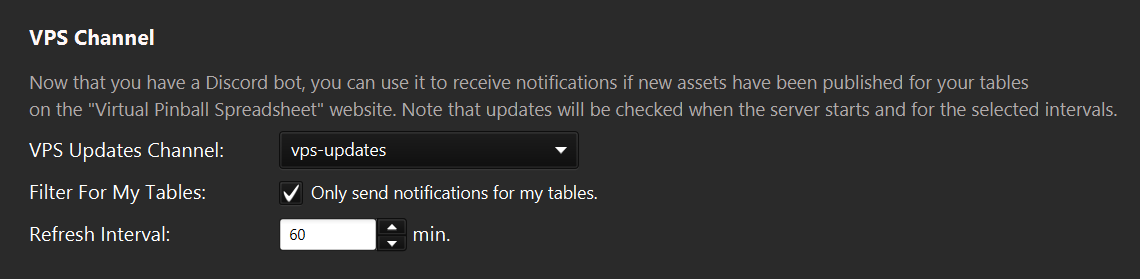 VPS Channel
Now that you have a Discord bot, you can use it to receive notifications if new assets have been published for your tables
on the "Virtual Pinball Spreadsheet" website. Note that updates will be checked when the server starts and for the selected intervals.
VPS Updates Channel: vps-updates
Filter For My Tables: Only send notifications for my tables.
Refresh Interval: 60 min.